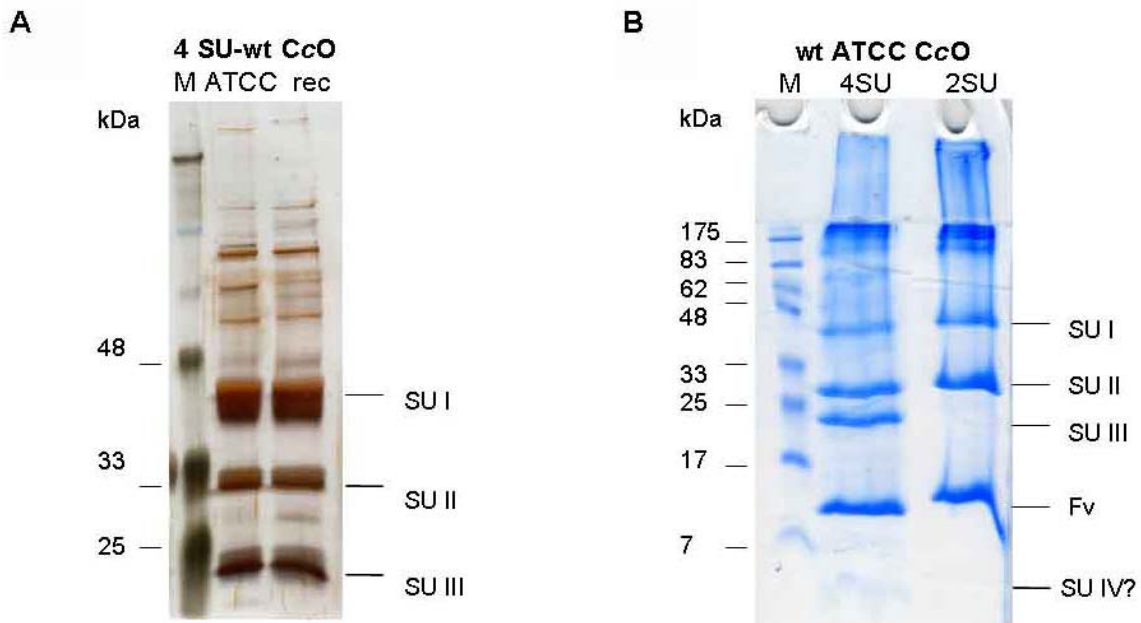 A
4 SU-wt CcO
M ATCC rec
kDa
48
33
25
SU I
SU II
SU III
B
wt ATCC CcO
M 4SU 2SU
kDa
175
83
62
48
33
25
17
7
SU I
SU II
SU III
Fv
SU IV?